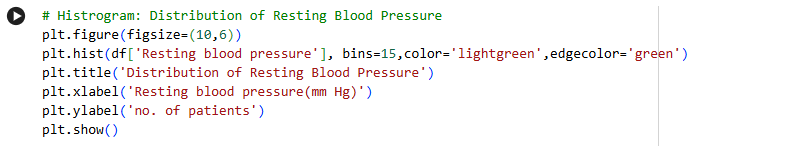 # Histrogram: Distribution of Resting Blood Pressure
plt.figure(figsize=(10,6))
plt.hist(df['Resting blood pressure'], bins=15,color='lightgreen',edgecolor='green')
plt.title('Distribution of Resting Blood Pressure')
plt.xlabel('Resting blood pressure(mm Hg)')
plt.ylabel('no. of patients')
plt.show()